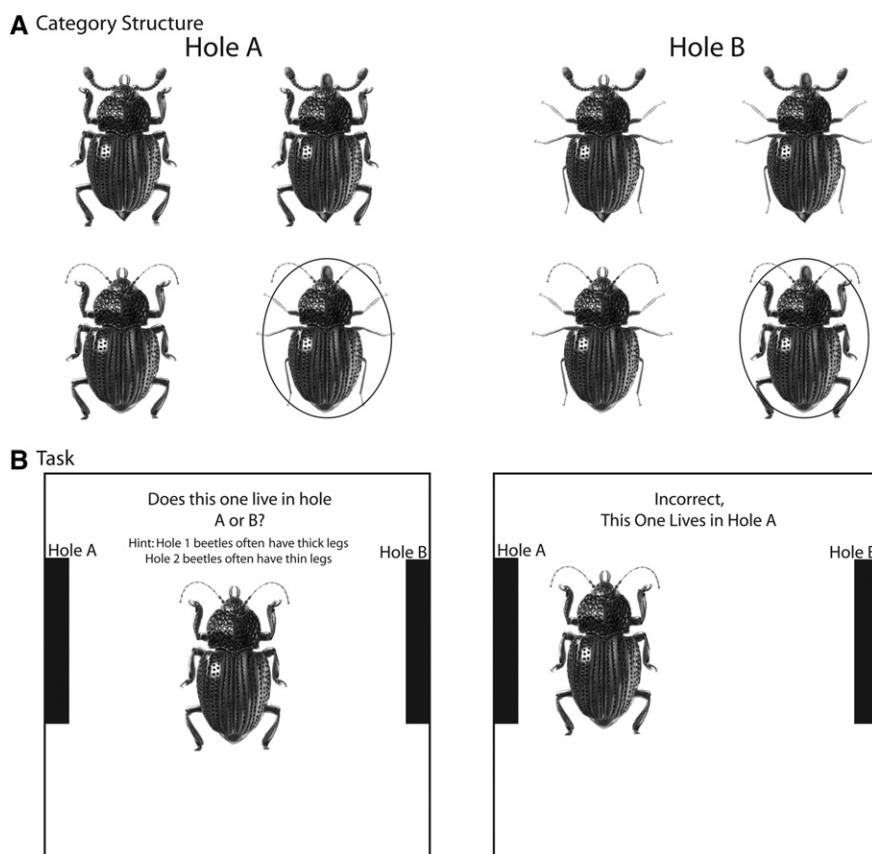 A Category Structure
Hole A
Hole B
B Task
Does this one live in hole
A or B?
Hint: Hole 1 beetles often have thick legs
Hole 2 beetles often have thin legs
Hole A
Hole B
Incorrect,
This One Lives in Hole A
Hole A
Hole B